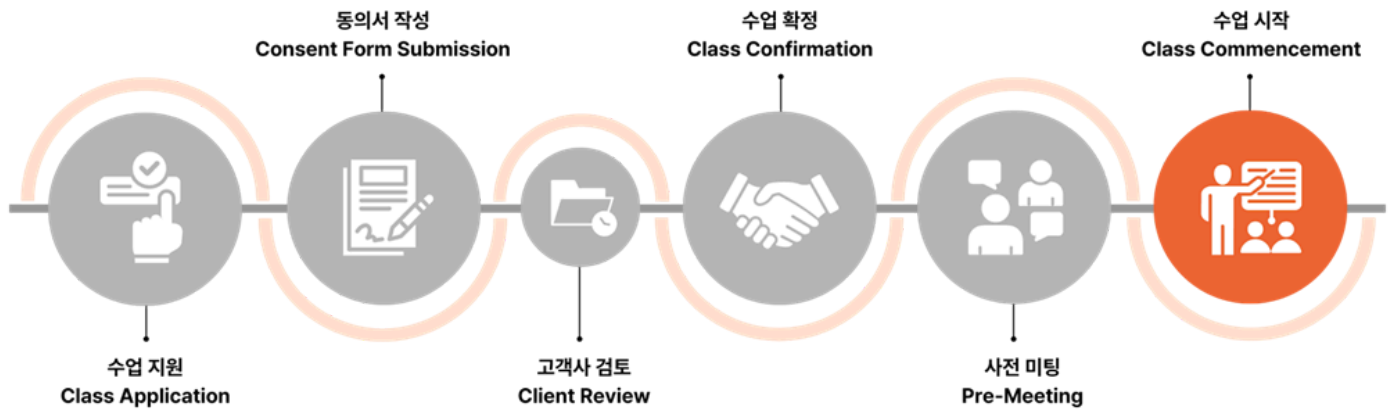 수업 지원
Class Application
동의서 작성
Consent Form Submission
고객사 검토
Client Review
수업 확정
Class Confirmation
사전 미팅
Pre-Meeting
수업 시작
Class Commencement